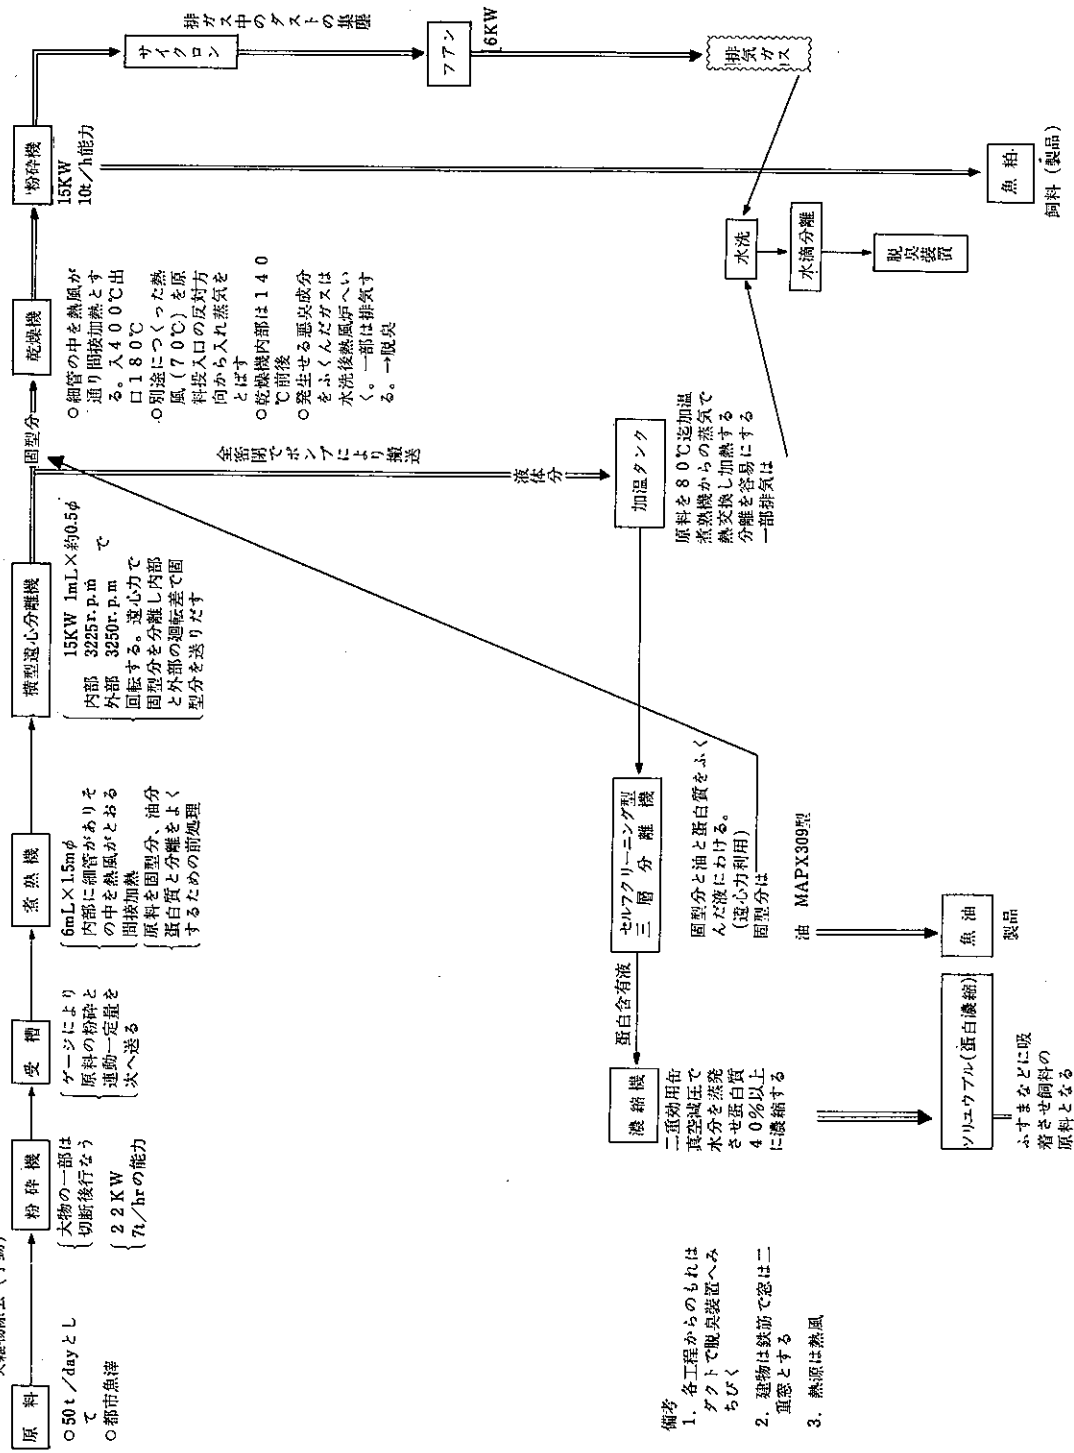 原料
○50t/dayとし
て
○都市魚滓
粉砕機
大物の一部は
切断後行なう
22KW
7t/hrの能力
受槽
ゲージにより
原料の粉砕と
連動一定量を
次へ送る
煮熟機
6mL×1.5mφ
内部に細管がありそ
の中を熱風がとおる
間接加熱
原料を固型分、油分
蛋白質と分離をよく
するための前処理
横型遠心分離機
15KW 1mL×約0.5φ
内部 3225r.p.m
外部 3250r.p.m で
回転する。遠心力で
固型分を分離し内部
と外部の廻転差で固
型分を送りだす
固型分
全密閉でポンプにより搬送
液体分
乾燥機
○細管の中を熱風が
通り間接加熱とす
る。入400℃出
口180℃
○別途につくった熱
風(70℃)を原
料投入口の反対方
向から入れ蒸気を
とばす
○乾燥機内部は140
℃前後
○発生せる悪臭成分
をふくんだガスは
水洗後熱風炉へい
く。一部は排気す
る。→脱臭
粉砕機
15KW
10t/h能力
サイクロン
排ガス中のダストの集塵
フアン
6KW
排気ガス
魚粕
飼料(製品)
水洗
水滴分離
脱臭装置
加温タンク
原料を80℃迄加温
煮熟機からの蒸気で
熱交換し加熱する
分離を容易にする
一部排気は
セルフクリーニング型
三層分離機
固型分と油と蛋白質をふく
んだ液にわける。
(遠心力利用)
固型分は
油 MAPX309型
魚油
製品
蛋白含有液
濃縮機
二重効用缶
真空減圧で
水分を蒸発
させ蛋白質
40%以上
に濃縮する
ソリユウブル(蛋白濃縮)
ふすまなどに吸
着させ飼料の
原料となる
備考
1. 各工程からのもれは
ダクトで脱臭装置へみ
ちびく
2. 建物は鉄筋で窓は二
重窓とする
3. 熱源は熱風